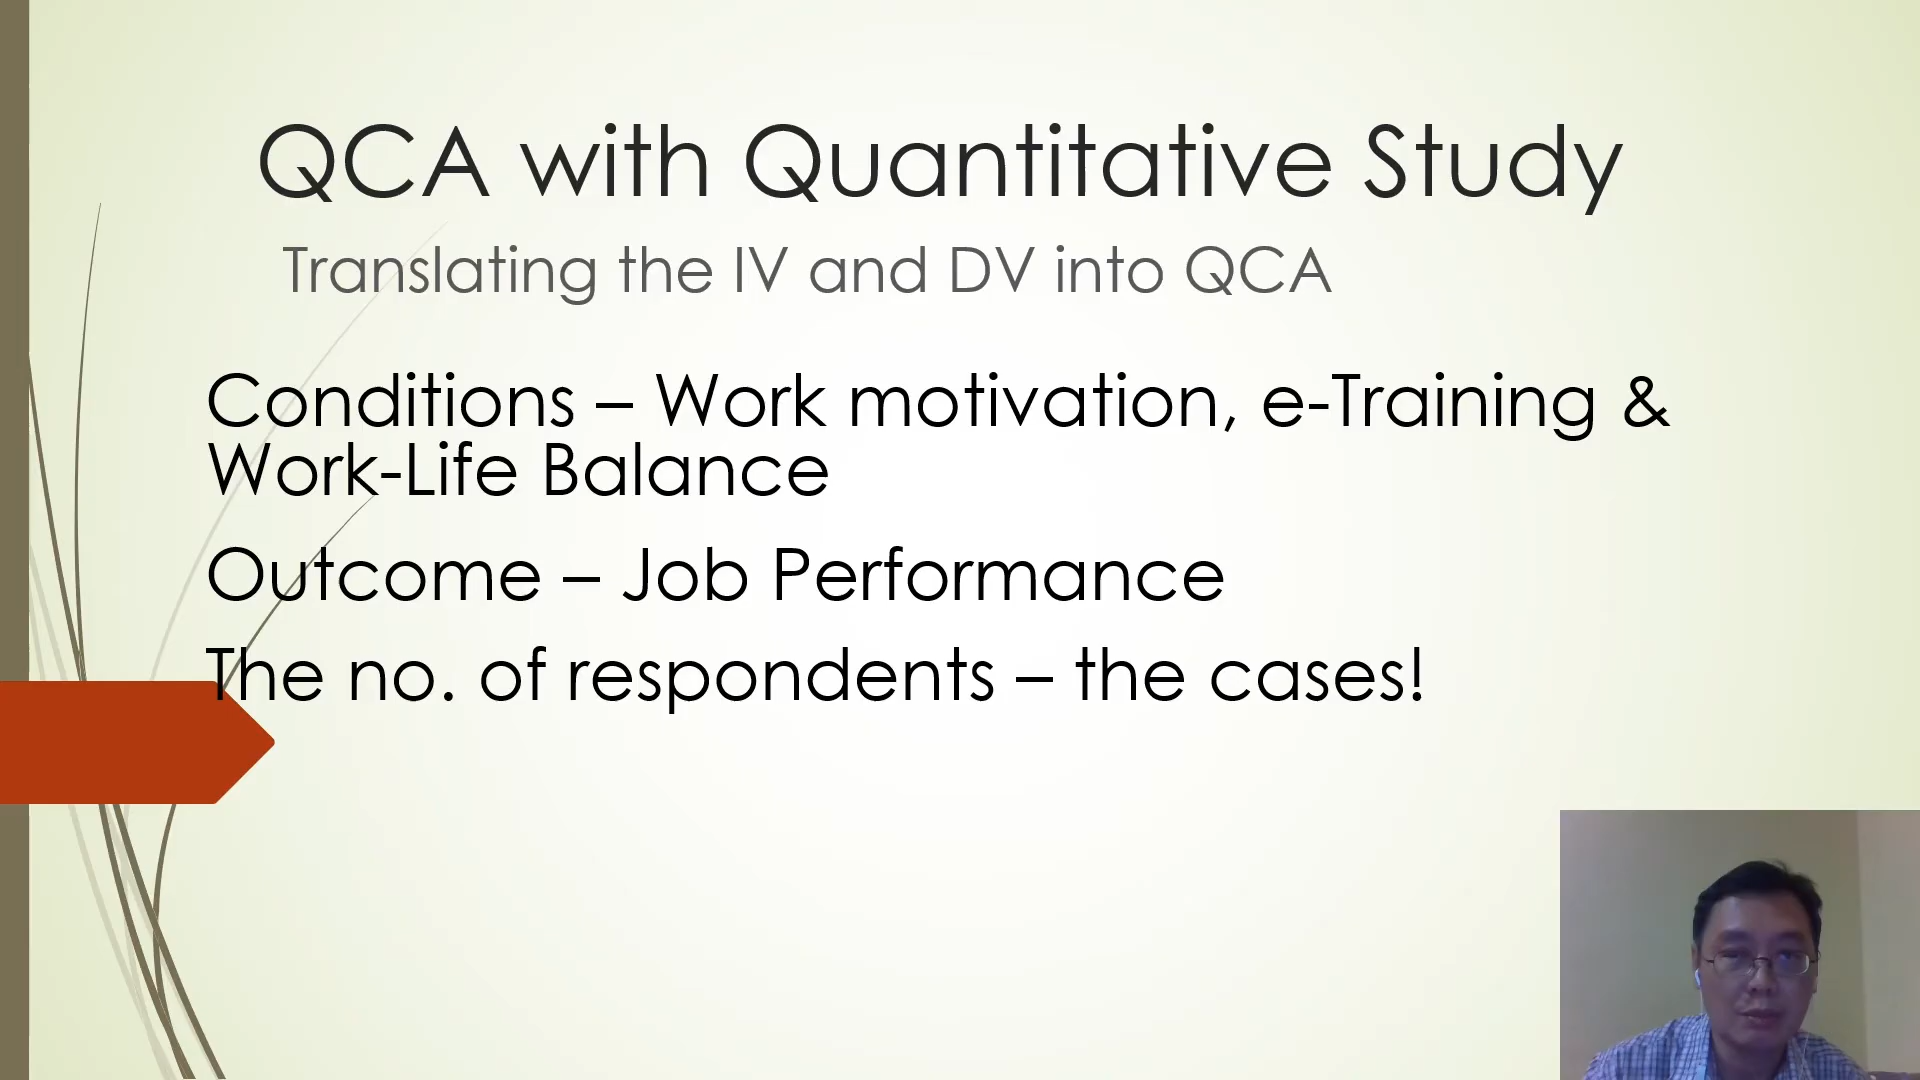 QCA with Quantitative Study
Translating the IV and DV into QCA
Conditions – Work motivation, e-Training &
Work-Life Balance
Outcome – Job Performance
The no. of respondents – the cases!